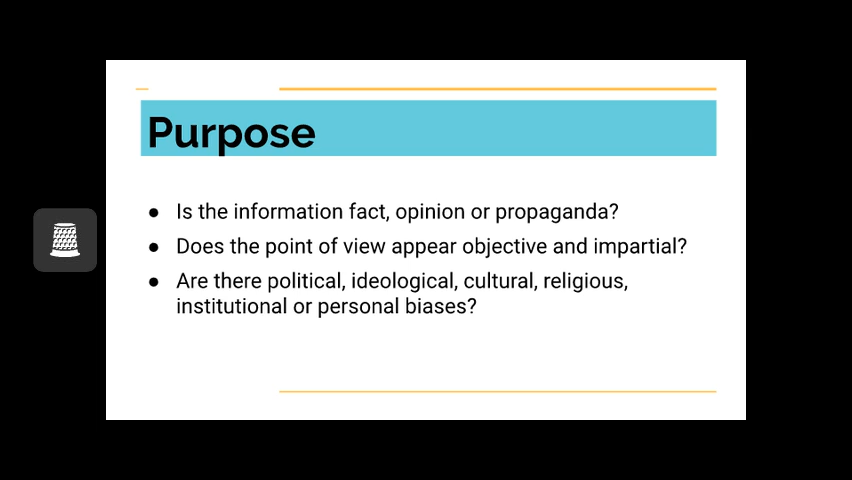 Purpose
● Is the information fact, opinion or propaganda?
● Does the point of view appear objective and impartial?
● Are there political, ideological, cultural, religious,
institutional or personal biases?